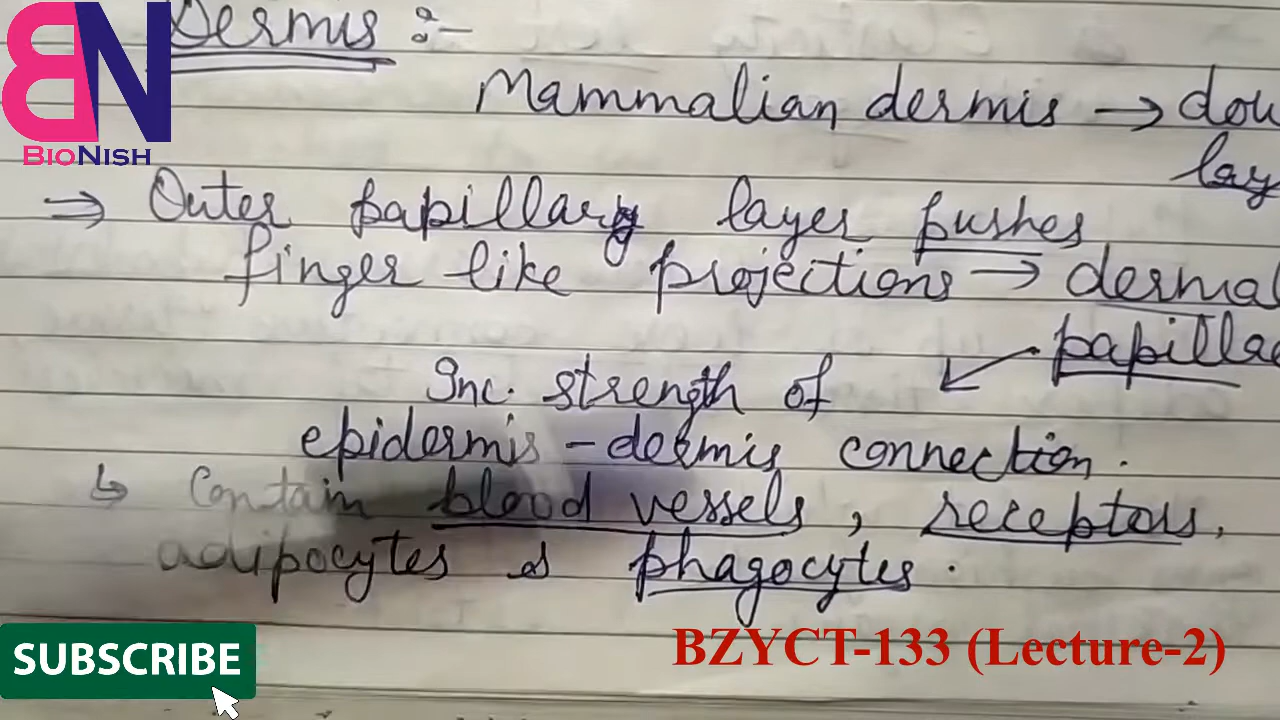 Dermis :-
Mammalian dermis → dou
lay
BN
BIONISH
⇒ Outer papillary layer pushes
finger like projections → dermal
papillae
Inc. strength of
epidermis - dermis connection.
↳ Contain blood vessels, receptors,
adipocytes & phagocytes.
SUBSCRIBE
BZYCT-133 (Lecture-2)